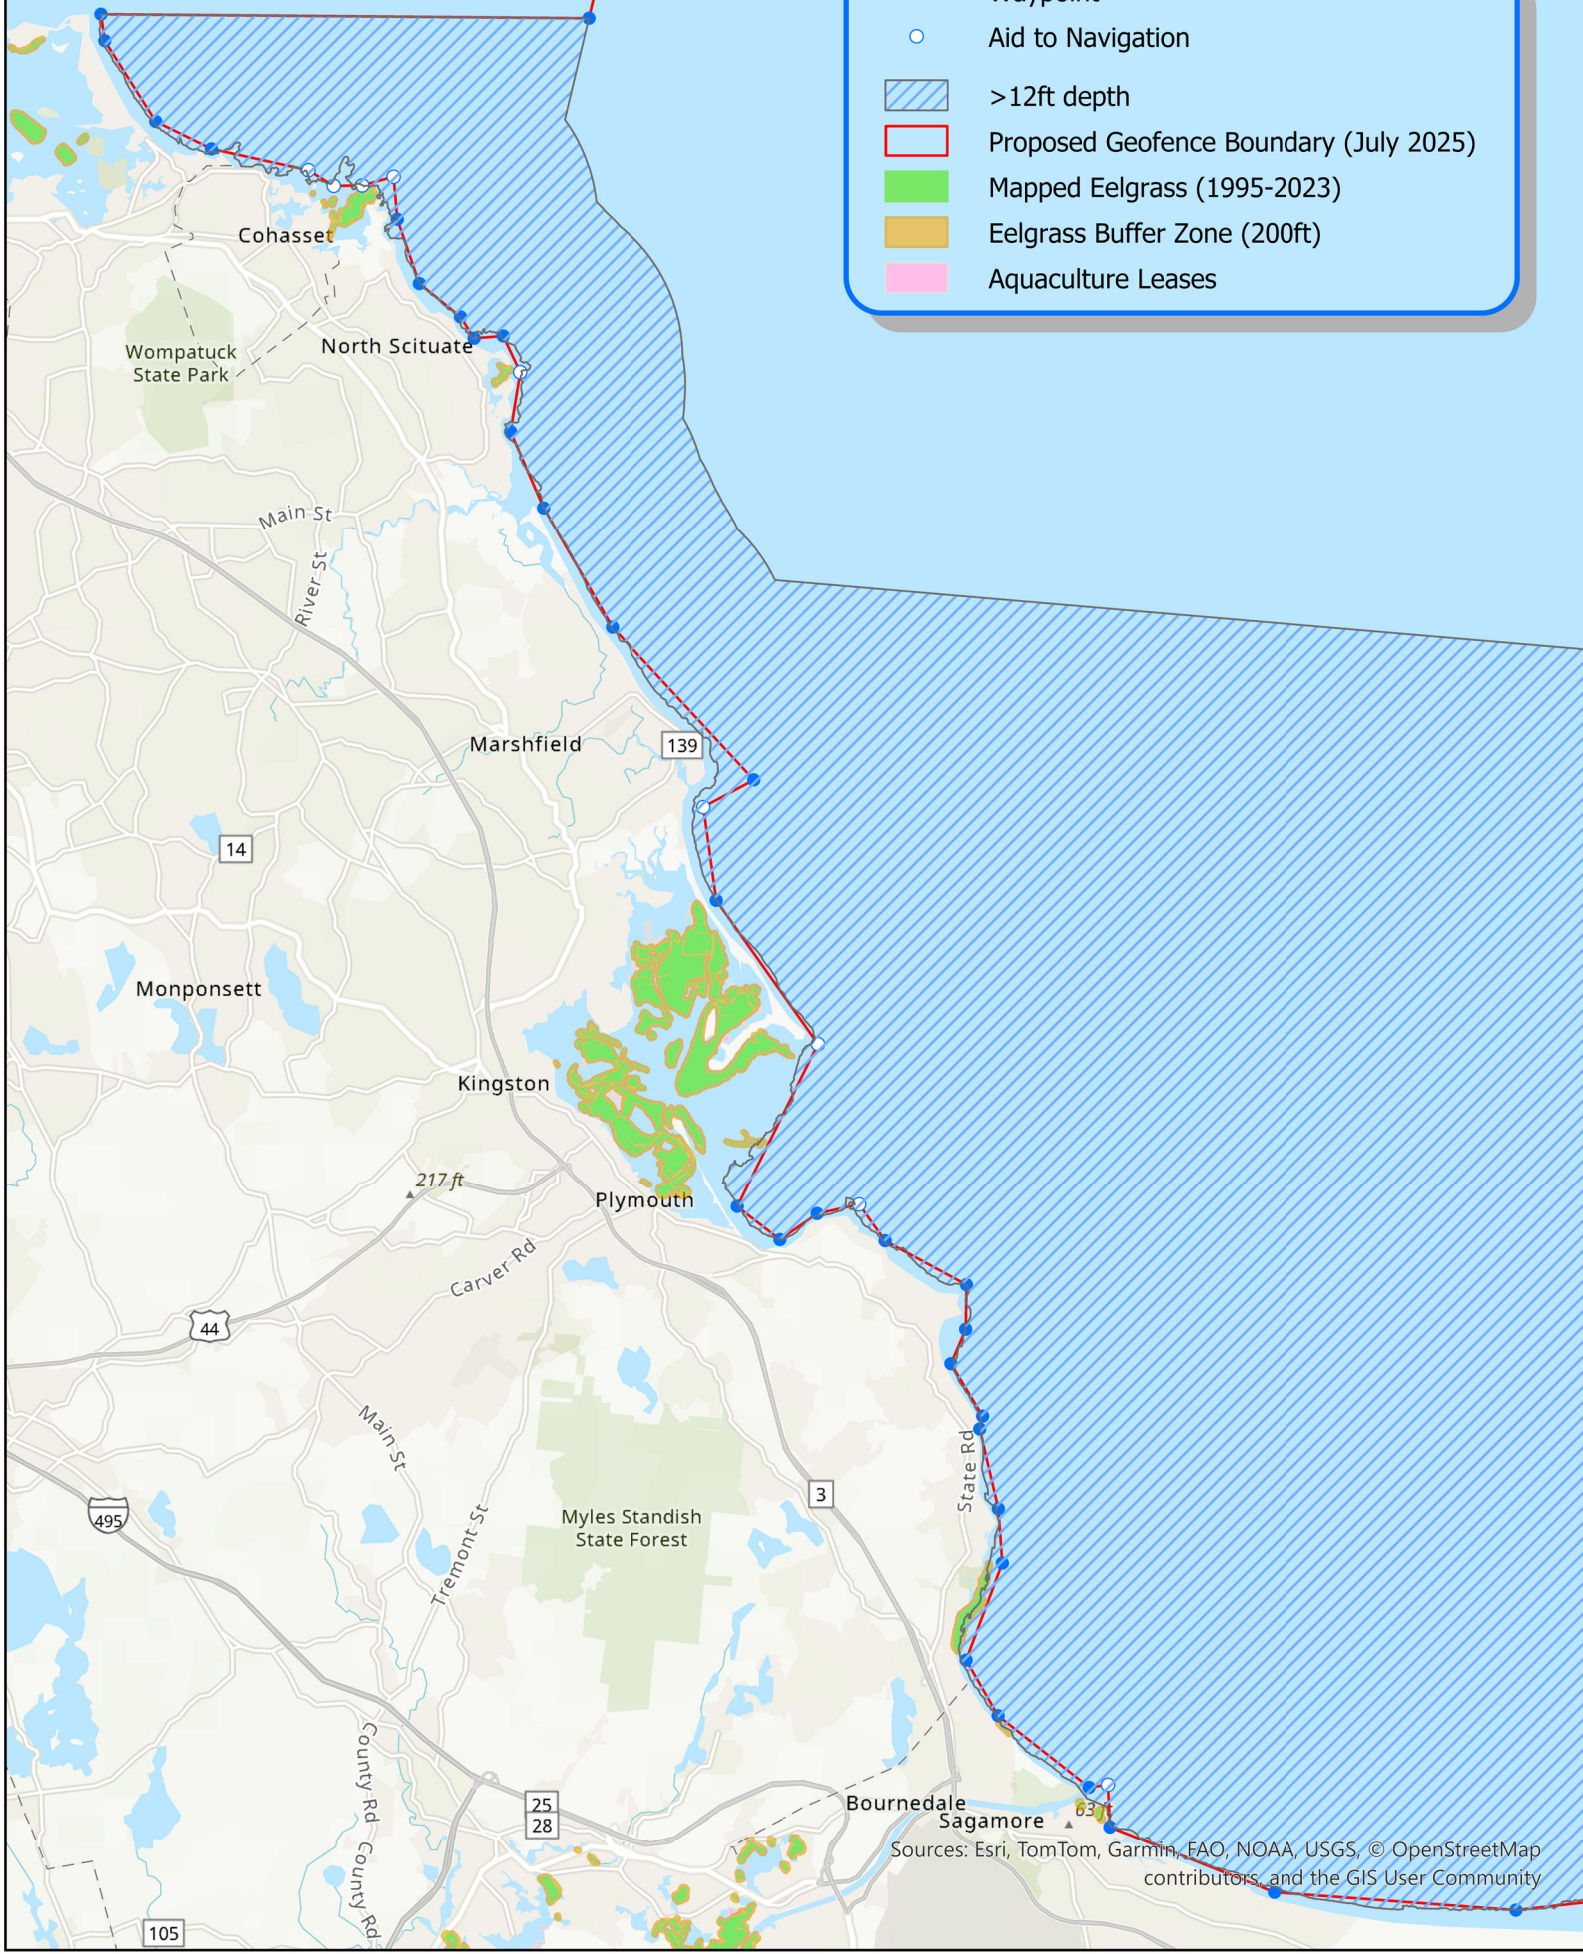 Waypoint
Aid to Navigation
>12ft depth
Proposed Geofence Boundary (July 2025)
Mapped Eelgrass (1995-2023)
Eelgrass Buffer Zone (200ft)
Aquaculture Leases
Cohasset
North Scituate
Wompatuck
State Park
Main St
River St
Marshfield
139
14
Monponsett
Kingston
217 ft
Plymouth
Carver Rd
44
Main St
State Rd
3
495
Myles Standish
State Forest
Tremont St
County Rd
25
28
Bournedale
Sagamore
63 ft
Sources: Esri, TomTom, Garmin, FAO, NOAA, USGS, © OpenStreetMap
contributors, and the GIS User Community
County Rd
105